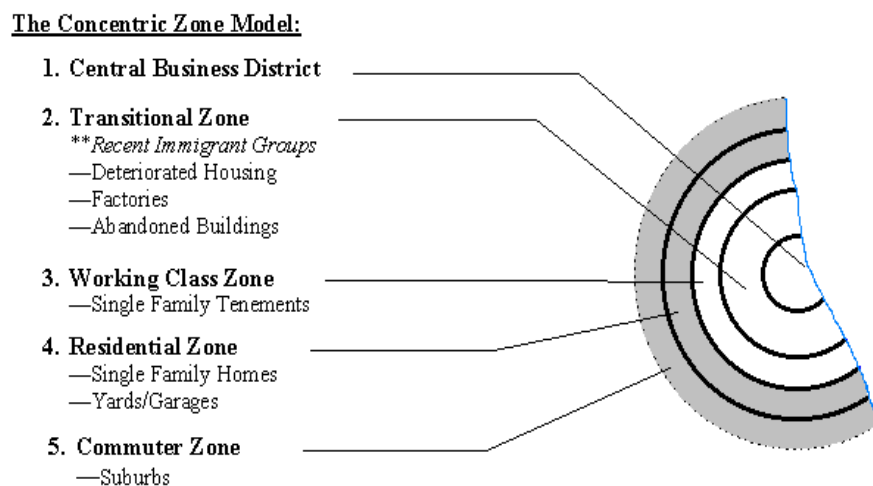 The Concentric Zone Model:
1. Central Business District
2. Transitional Zone
**Recent Immigrant Groups
—Deteriorated Housing
—Factories
—Abandoned Buildings
3. Working Class Zone
—Single Family Tenements
4. Residential Zone
—Single Family Homes
—Yards/Garages
5. Commuter Zone
—Suburbs